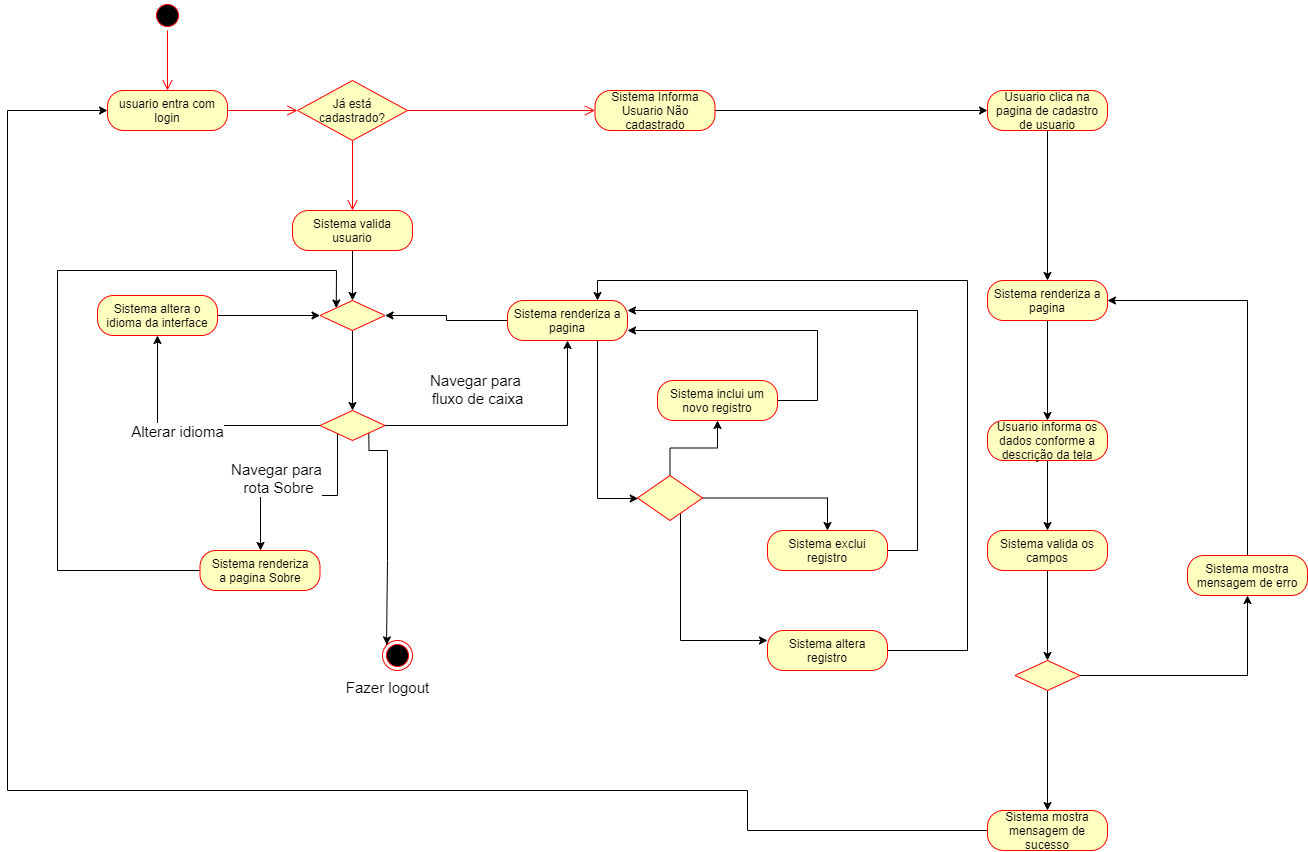 usuario entra com
login
Já está
cadastrado?
Sistema Informa
Usuario Não
cadastrado
Usuario clica na
pagina de cadastro
de usuario
Sistema valida
usuario
Sistema altera o
idioma da interface
Sistema renderiza a
pagina
Sistema renderiza a
pagina
Navegar para
fluxo de caixa
Sistema inclui um
novo registro
Alterar idioma
Usuario informa os
dados conforme a
descrição da tela
Navegar para
rota Sobre
Sistema renderiza
a pagina Sobre
Sistema exclui
registro
Sistema valida os
campos
Sistema mostra
mensagem de erro
Sistema altera
registro
Fazer logout
Sistema mostra
mensagem de
sucesso